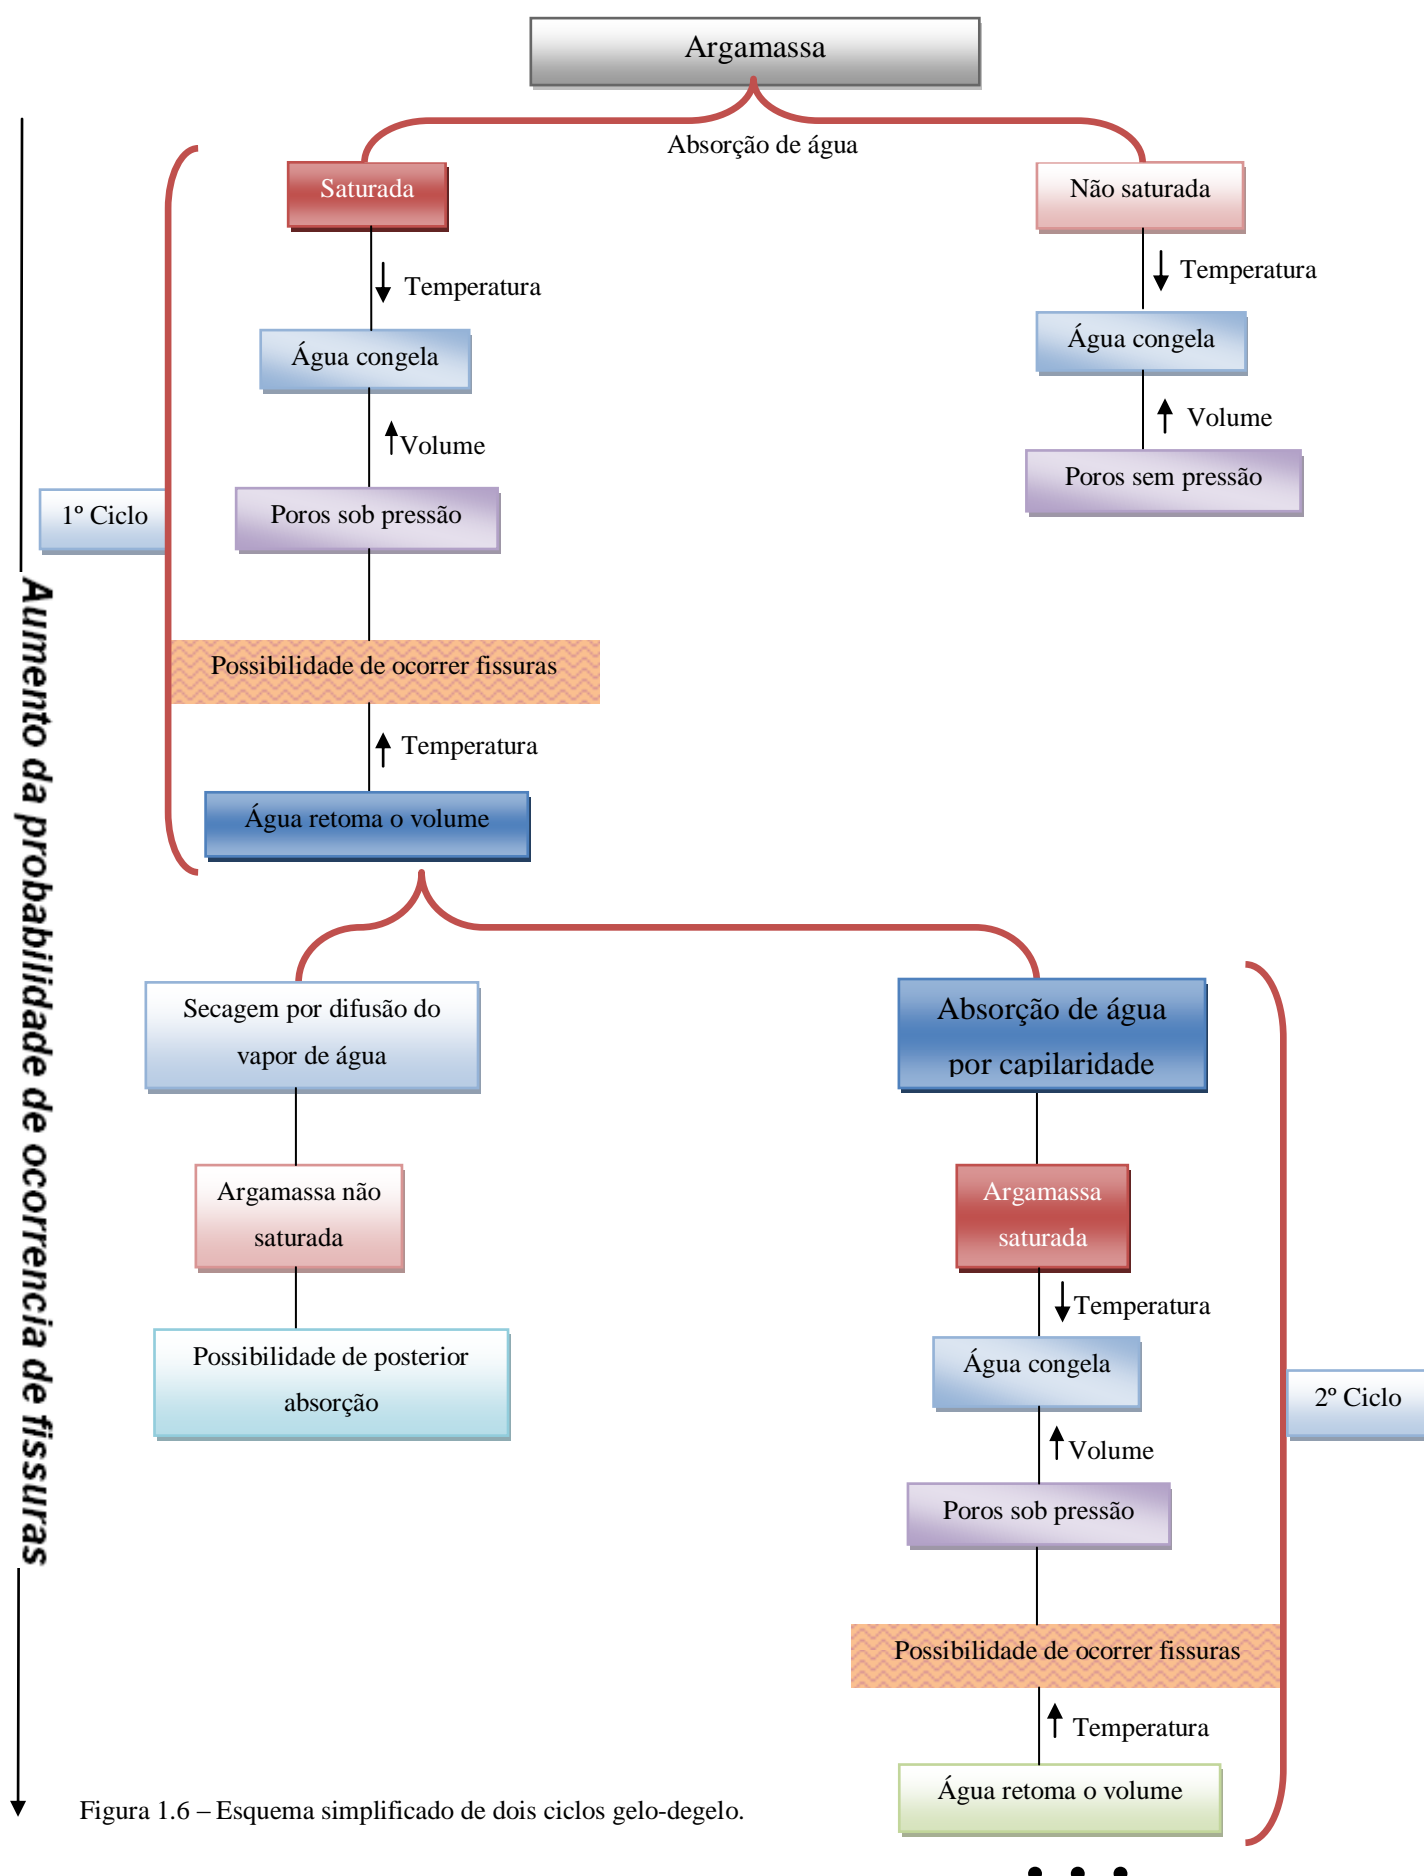 Argamassa
Absorção de água
Saturada
Não saturada
Temperatura
Temperatura
Água congela
Água congela
Volume
Volume
Poros sob pressão
Poros sem pressão
1º Ciclo
Possibilidade de ocorrer fissuras
Temperatura
Água retoma o volume
Aumento da probabilidade de ocorrencia de fissuras
Secagem por difusão do
vapor de água
Argamassa não
saturada
Possibilidade de posterior
absorção
Absorção de água
por capilaridade
Argamassa
saturada
Temperatura
Água congela
2º Ciclo
Volume
Poros sob pressão
Possibilidade de ocorrer fissuras
Temperatura
Água retoma o volume
Figura 1.6 – Esquema simplificado de dois ciclos gelo-degelo.
• • •